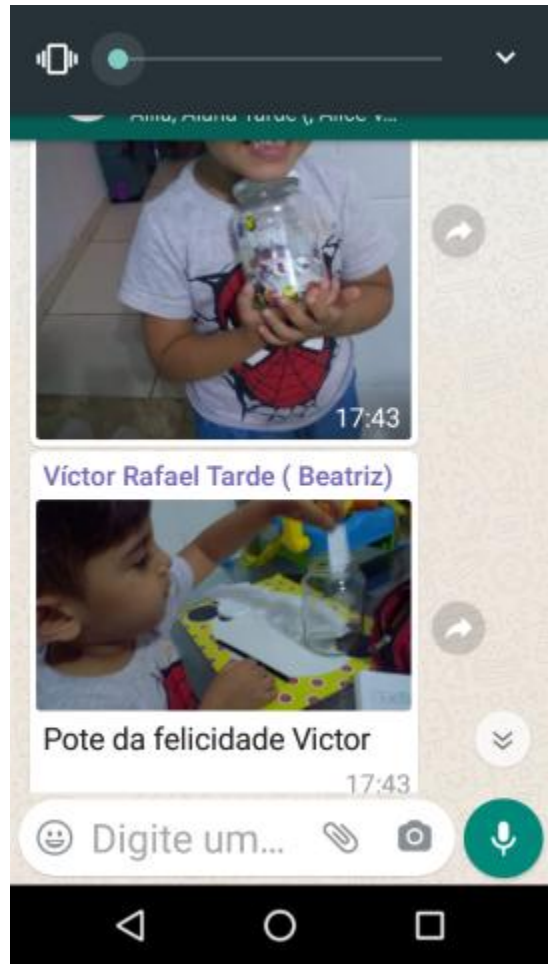 17:43
Víctor Rafael Tarde ( Beatriz)
Pote da felicidade Victor
17:43
Digite um...